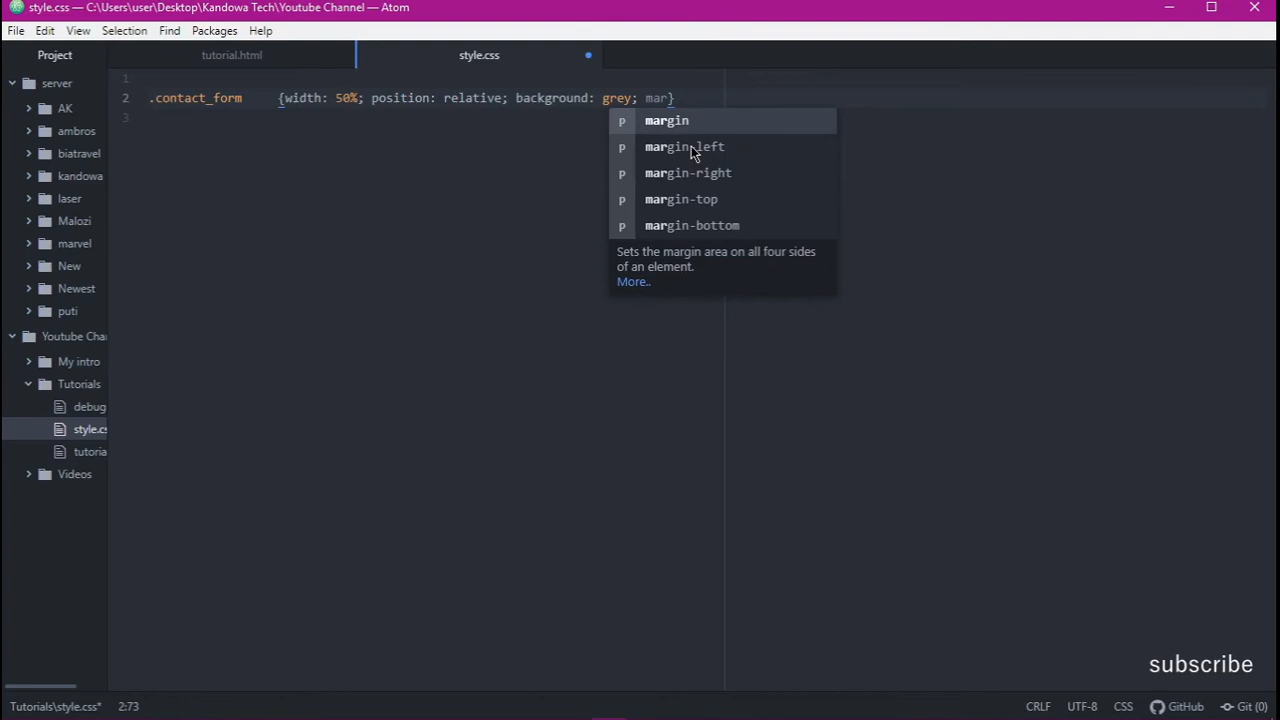 style.css — C:\Users\user\Desktop\Kandowa Tech\Youtube Channel — Atom
File Edit View Selection Find Packages Help
Project
tutorial.html
style.css
server
AK
ambros
biatravel
kandowa
laser
Malozi
marvel
New
Newest
puti
Youtube Cha
My intro
Tutorials
debug
style.cs
tutoria
Videos
1
2 .contact_form {width: 50%; position: relative; background: grey; mar}
3
p margin
p margin-left
p margin-right
p margin-top
p margin-bottom
Sets the margin area on all four sides
of an element.
More..
subscribe
Tutorials\style.css* 2:73 CRLF UTF-8 CSS GitHub Git (0)